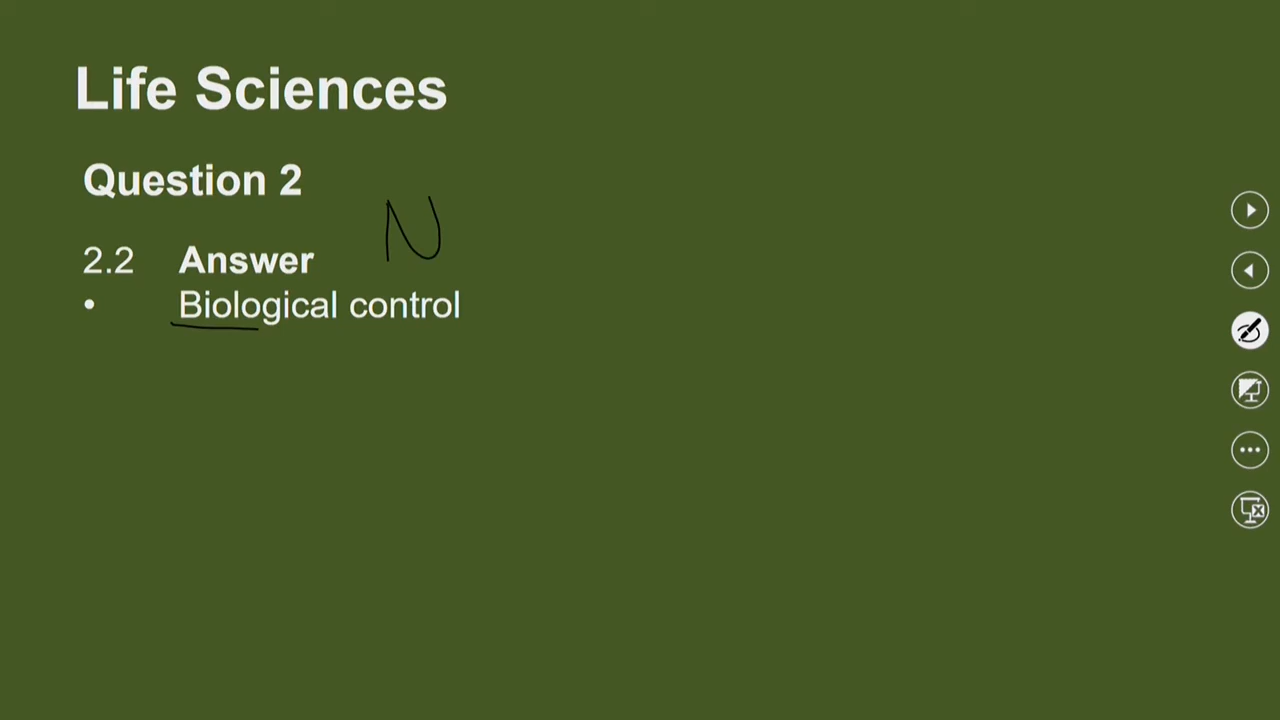 Life Sciences
Question 2
N
2.2 Answer
• Biological control